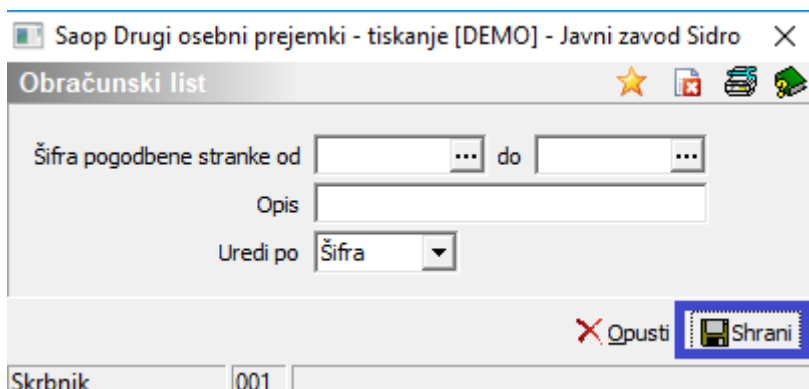 Saop Drugi osebni prejemki - tiskanje [DEMO] - Javni zavod Sidro
Obračunski list
Šifra pogodbene stranke od ... do ...
Opis
Uredi po Šifra
Opusti Shrani
Skrbnik 001